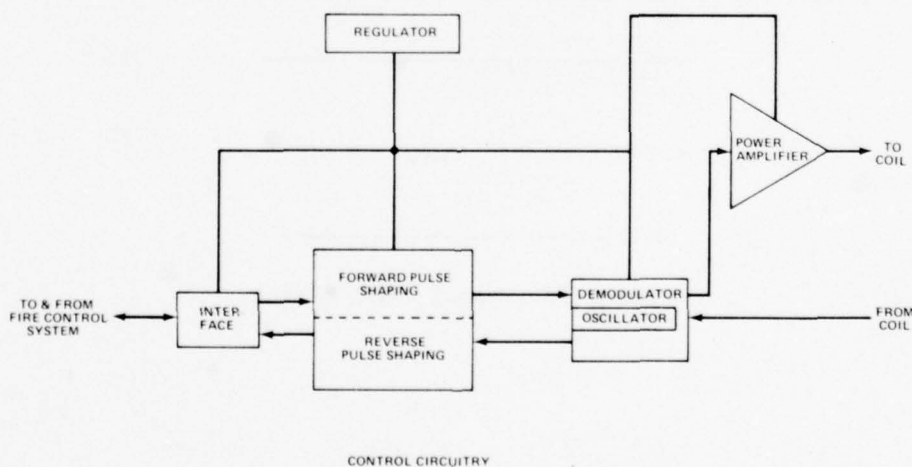 REGULATOR
POWER
AMPLIFIER
TO
COIL
FORWARD PULSE
SHAPING
DEMODULATOR
OSCILLATOR
TO & FROM
FIRE CONTROL
SYSTEM
INTER
FACE
REVERSE
PULSE SHAPING
FROM
COIL
CONTROL CIRCUITRY